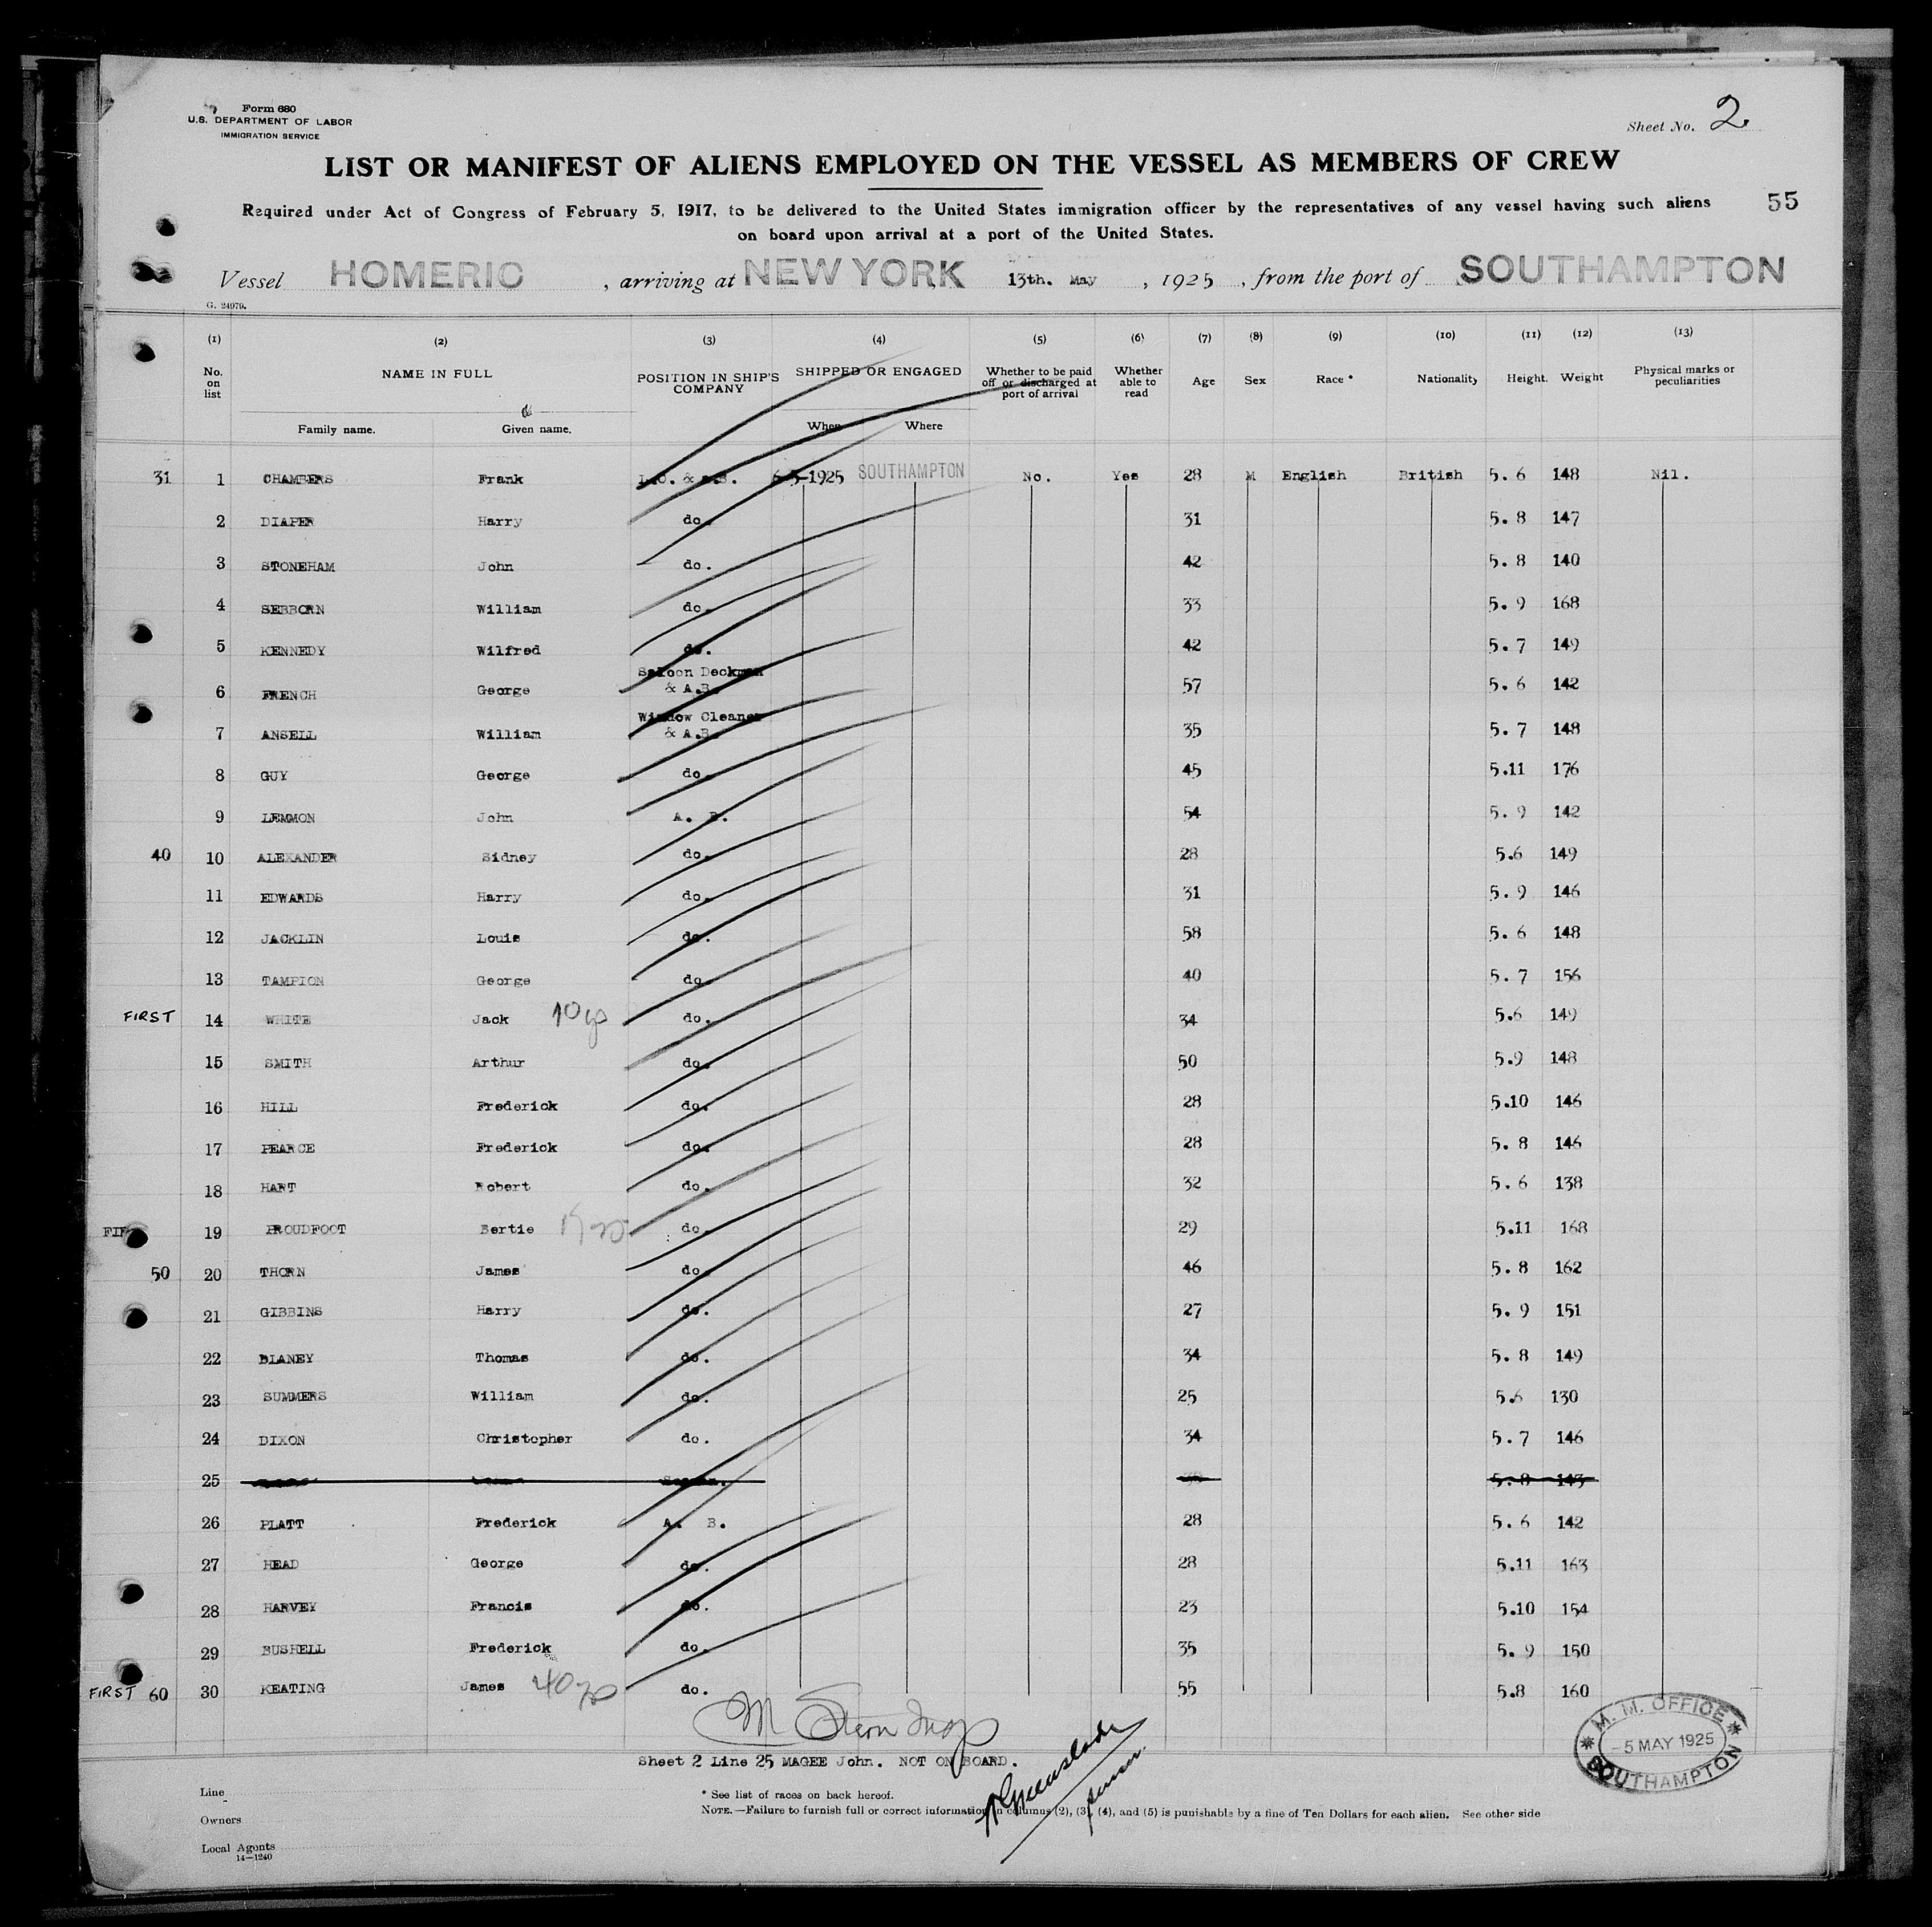 Form 680
U.S. DEPARTMENT OF LABOR
IMMIGRATION SERVICE
Sheet No. 2
LIST OR MANIFEST OF ALIENS EMPLOYED ON THE VESSEL AS MEMBERS OF CREW
Required under Act of Congress of February 5, 1917, to be delivered to the United States immigration officer by the representatives of any vessel having such aliens
on board upon arrival at a port of the United States.
55
Vessel HOMERIC , arriving at NEW YORK 13th. May , 1925 , from the port of SOUTHAMPTON
G. 24979.
(1) (2) (3) (4) (5) (6) (7) (8) (9) (10) (11) (12) (13)
No. on list NAME IN FULL POSITION IN SHIP'S COMPANY SHIPPED OR ENGAGED Whether to be paid off or discharged at port of arrival Whether able to read Age Sex Race * Nationality Height. Weight Physical marks or peculiarities
Family name. Given name. When Where
31 1 CHAMBERS Frank L.O. & A.B. 6-5-1925 SOUTHAMPTON No. Yes 28 M English British 5. 6 148 Nil.
2 DIAPER Harry do. 31 5. 8 147
3 STONEHAM John do. 42 5. 8 140
4 SEBBORN William do. 33 5. 9 168
5 KENNEDY Wilfred do. 42 5. 7 149
6 FRENCH George Saloon Deckman & A.B. 57 5. 6 142
7 ANSELL William Window Cleaner & A.B. 35 5. 7 148
8 GUY George do. 45 5.11 176
9 LEMMON John A. B. 54 5. 9 142
40 10 ALEXANDER Sidney do. 28 5.6 149
11 EDWARDS Harry do. 31 5. 9 146
12 JACKLIN Louis do. 58 5. 6 148
13 TAMPION George do. 40 5. 7 156
FIRST 14 WHITE Jack do. 34 5.6 149
15 SMITH Arthur do. 50 5.9 148
16 HILL Frederick do. 28 5.10 146
17 PEARCE Frederick do. 28 5. 8 146
18 HART Robert do. 32 5. 6 138
19 PROUDFOOT Bertie do. 29 5.11 168
50 20 THORN James do. 46 5. 8 162
21 GIBBINS Harry do. 27 5. 9 151
22 BLANEY Thomas do. 34 5. 8 149
23 SUMMERS William do. 25 5.6 130
24 DIXON Christopher do. 34 5. 7 146
25 5. 8 143
26 PLATT Frederick A. B. 28 5. 6 142
27 HEAD George do. 28 5.11 163
28 HARVEY Francis do. 23 5.10 154
29 BUSHELL Frederick do. 35 5. 9 150
FIRST 60 30 KEATING James do. 55 5.8 160
Sheet 2 Line 25 MAGEE John. NOT ON BOARD.
M. M. OFFICE
5 MAY 1925
SOUTHAMPTON
Line
Owners
Local Agents
14—1240
* See list of races on back hereof.
NOTE.—Failure to furnish full or correct information in columns (2), (3), (4), and (5) is punishable by a fine of Ten Dollars for each alien. See other side